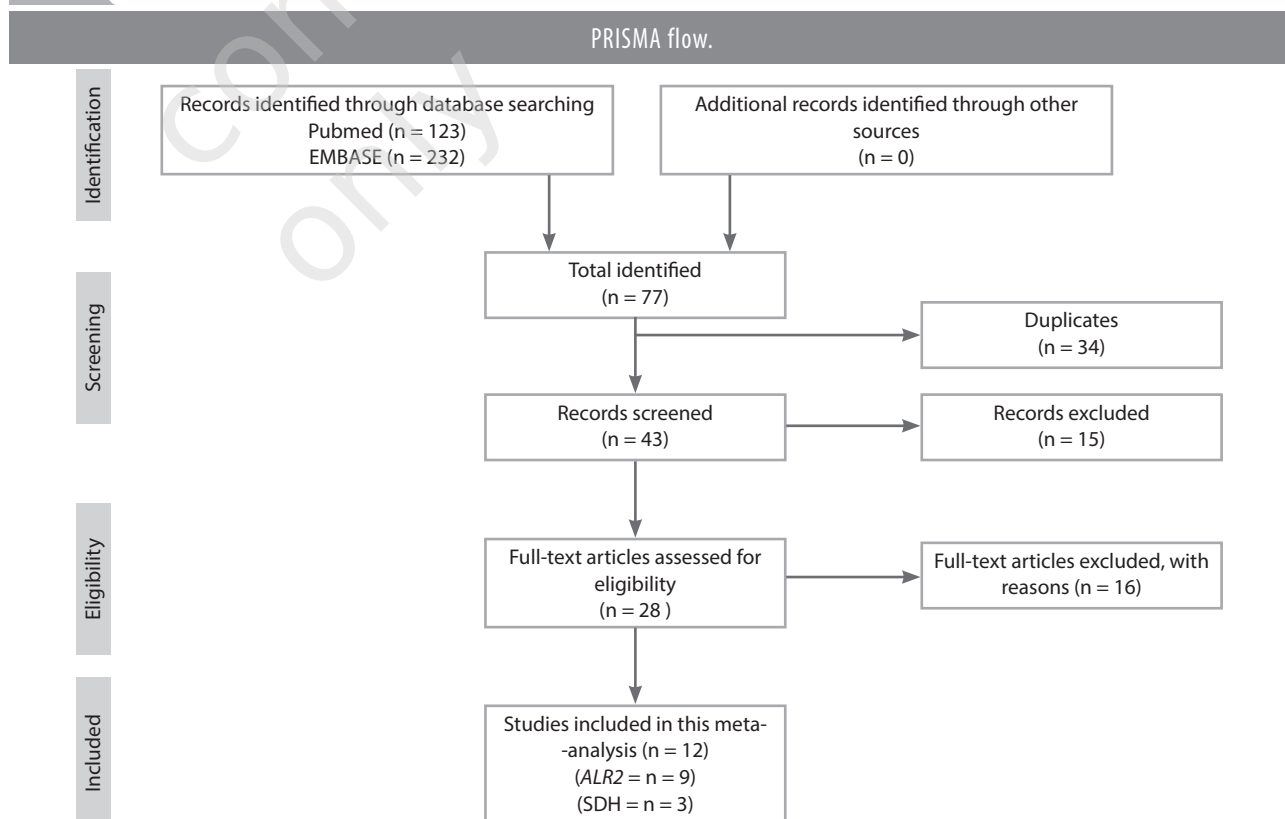 con
only
PRISMA flow.
Identification
Records identified through database searching
Pubmed (n = 123)
EMBASE (n = 232)
Additional records identified through other
sources
(n = 0)
Screening
Total identified
(n = 77)
Duplicates
(n = 34)
Records screened
(n = 43)
Records excluded
(n = 15)
Eligibility
Full-text articles assessed for
eligibility
(n = 28 )
Full-text articles excluded, with
reasons (n = 16)
Included
Studies included in this meta-
-analysis (n = 12)
(ALR2 = n = 9)
(SDH = n = 3)